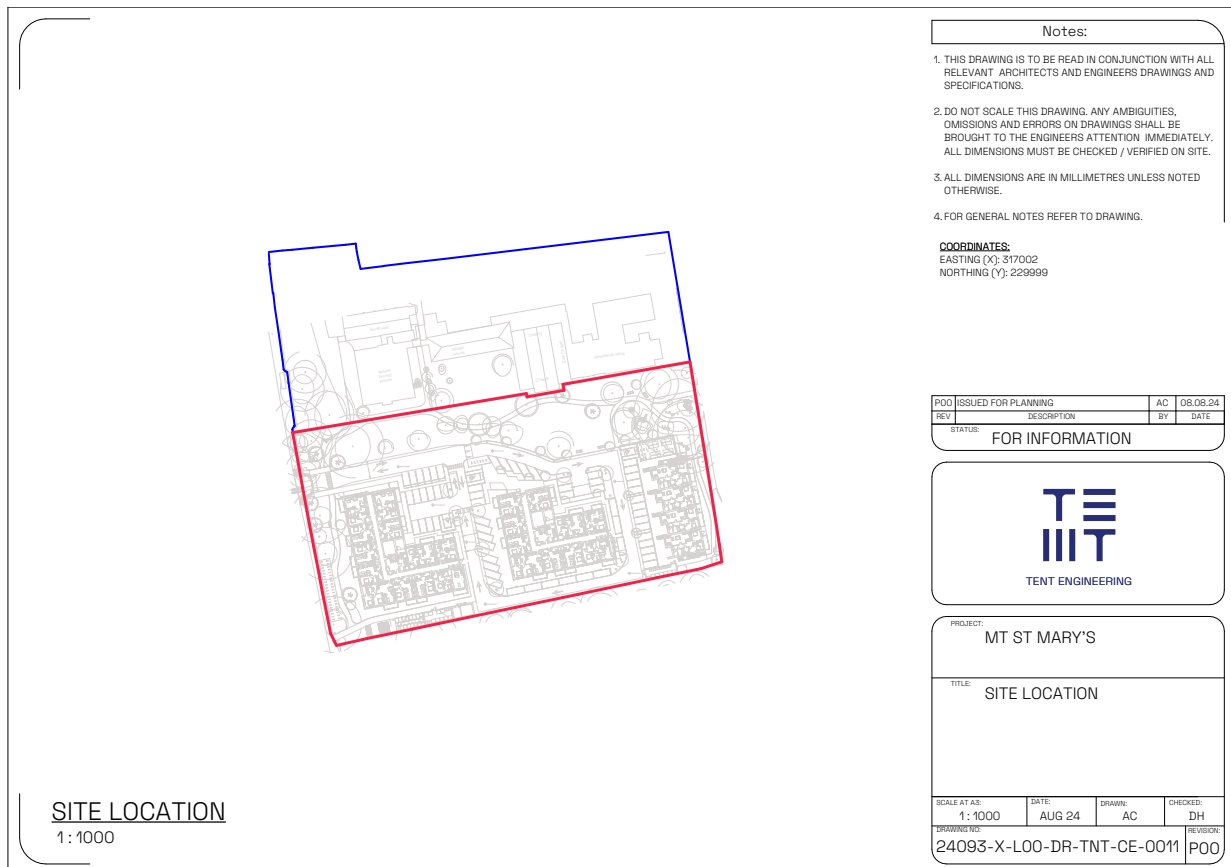 Notes:
1. THIS DRAWING IS TO BE READ IN CONJUNCTION WITH ALL
RELEVANT ARCHITECTS AND ENGINEERS DRAWINGS AND
SPECIFICATIONS.
2. DO NOT SCALE THIS DRAWING. ANY AMBIGUITIES,
OMISSIONS AND ERRORS ON DRAWINGS SHALL BE
BROUGHT TO THE ENGINEERS ATTENTION IMMEDIATELY.
ALL DIMENSIONS MUST BE CHECKED / VERIFIED ON SITE.
3. ALL DIMENSIONS ARE IN MILLIMETRES UNLESS NOTED
OTHERWISE.
4. FOR GENERAL NOTES REFER TO DRAWING.
COORDINATES:
EASTING (X): 317002
NORTHING (Y): 229999
P00 ISSUED FOR PLANNING AC 08.08.24
REV DESCRIPTION BY DATE
STATUS: FOR INFORMATION
TENT ENGINEERING
PROJECT:
MT ST MARY'S
TITLE:
SITE LOCATION
SCALE AT A3: DATE: DRAWN: CHECKED:
1 : 1000 AUG 24 AC DH
DRAWING NO: REVISION:
24093-X-L00-DR-TNT-CE-0011 P00
SITE LOCATION
1 : 1000